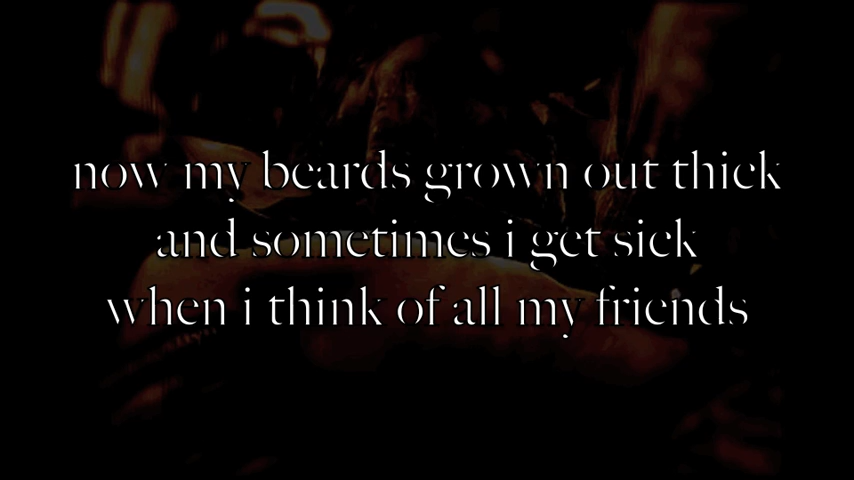 now my beards grown out thick
and sometimes i get sick
when i think of all my friends